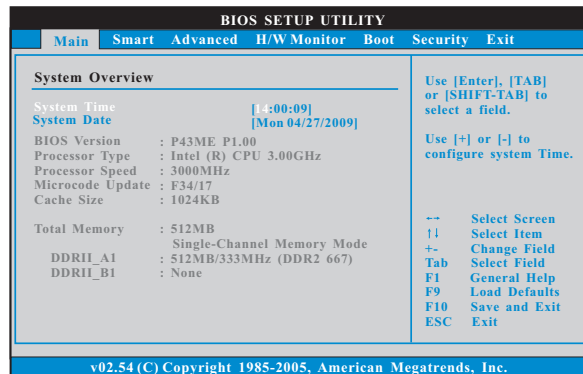 BIOS SETUP UTILITY
Main Smart Advanced H/W Monitor Boot Security Exit
System Overview
System Time [14:00:09]
System Date [Mon 04/27/2009]
BIOS Version : P43ME P1.00
Processor Type : Intel (R) CPU 3.00GHz
Processor Speed : 3000MHz
Microcode Update : F34/17
Cache Size : 1024KB
Total Memory : 512MB
Single-Channel Memory Mode
DDRII_A1 : 512MB/333MHz (DDR2 667)
DDRII_B1 : None
Use [Enter], [TAB]
or [SHIFT-TAB] to
select a field.
Use [+] or [-] to
configure system Time.
←→ Select Screen
↑↓ Select Item
+- Change Field
Tab Select Field
F1 General Help
F9 Load Defaults
F10 Save and Exit
ESC Exit
v02.54 (C) Copyright 1985-2005, American Megatrends, Inc.